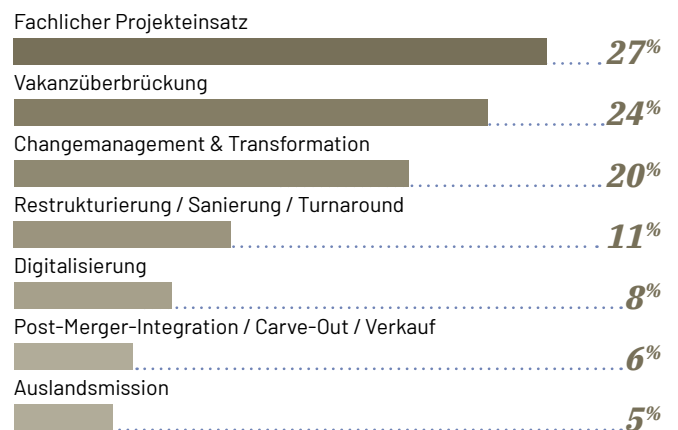 Fachlicher Projekteinsatz
27%
Vakanzüberbrückung
24%
Changemanagement & Transformation
20%
Restrukturierung / Sanierung / Turnaround
11%
Digitalisierung
8%
Post-Merger-Integration / Carve-Out / Verkauf
6%
Auslandsmission
5%